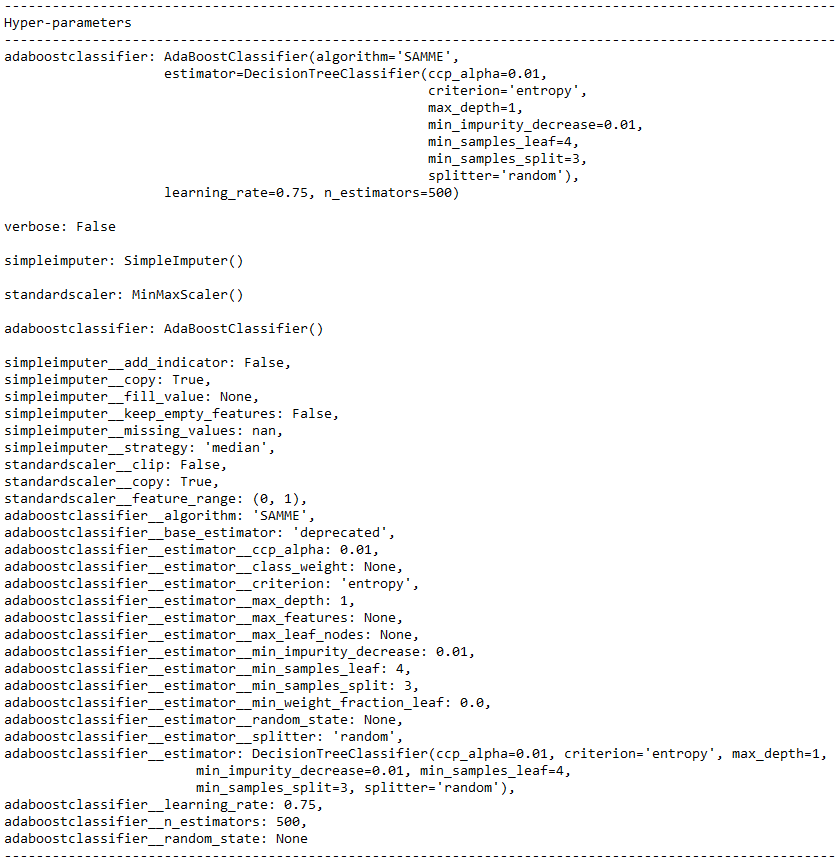 --------------------------------------------------------------------------------------------------------
Hyper-parameters
--------------------------------------------------------------------------------------------------------
adaboostclassifier: AdaBoostClassifier(algorithm='SAMME',
                    estimator=DecisionTreeClassifier(ccp_alpha=0.01,
                                                     criterion='entropy',
                                                     max_depth=1,
                                                     min_impurity_decrease=0.01,
                                                     min_samples_leaf=4,
                                                     min_samples_split=3,
                                                     splitter='random'),
                    learning_rate=0.75, n_estimators=500)

verbose: False

simpleimputer: SimpleImputer()

standardscaler: MinMaxScaler()

adaboostclassifier: AdaBoostClassifier()

simpleimputer__add_indicator: False,
simpleimputer__copy: True,
simpleimputer__fill_value: None,
simpleimputer__keep_empty_features: False,
simpleimputer__missing_values: nan,
simpleimputer__strategy: 'median',
standardscaler__clip: False,
standardscaler__copy: True,
standardscaler__feature_range: (0, 1),
adaboostclassifier__algorithm: 'SAMME',
adaboostclassifier__base_estimator: 'deprecated',
adaboostclassifier__estimator__ccp_alpha: 0.01,
adaboostclassifier__estimator__class_weight: None,
adaboostclassifier__estimator__criterion: 'entropy',
adaboostclassifier__estimator__max_depth: 1,
adaboostclassifier__estimator__max_features: None,
adaboostclassifier__estimator__max_leaf_nodes: None,
adaboostclassifier__estimator__min_impurity_decrease: 0.01,
adaboostclassifier__estimator__min_samples_leaf: 4,
adaboostclassifier__estimator__min_samples_split: 3,
adaboostclassifier__estimator__min_weight_fraction_leaf: 0.0,
adaboostclassifier__estimator__random_state: None,
adaboostclassifier__estimator__splitter: 'random',
adaboostclassifier__estimator: DecisionTreeClassifier(ccp_alpha=0.01, criterion='entropy', max_depth=1,
                        min_impurity_decrease=0.01, min_samples_leaf=4,
                        min_samples_split=3, splitter='random'),
adaboostclassifier__learning_rate: 0.75,
adaboostclassifier__n_estimators: 500,
adaboostclassifier__random_state: None
--------------------------------------------------------------------------------------------------------